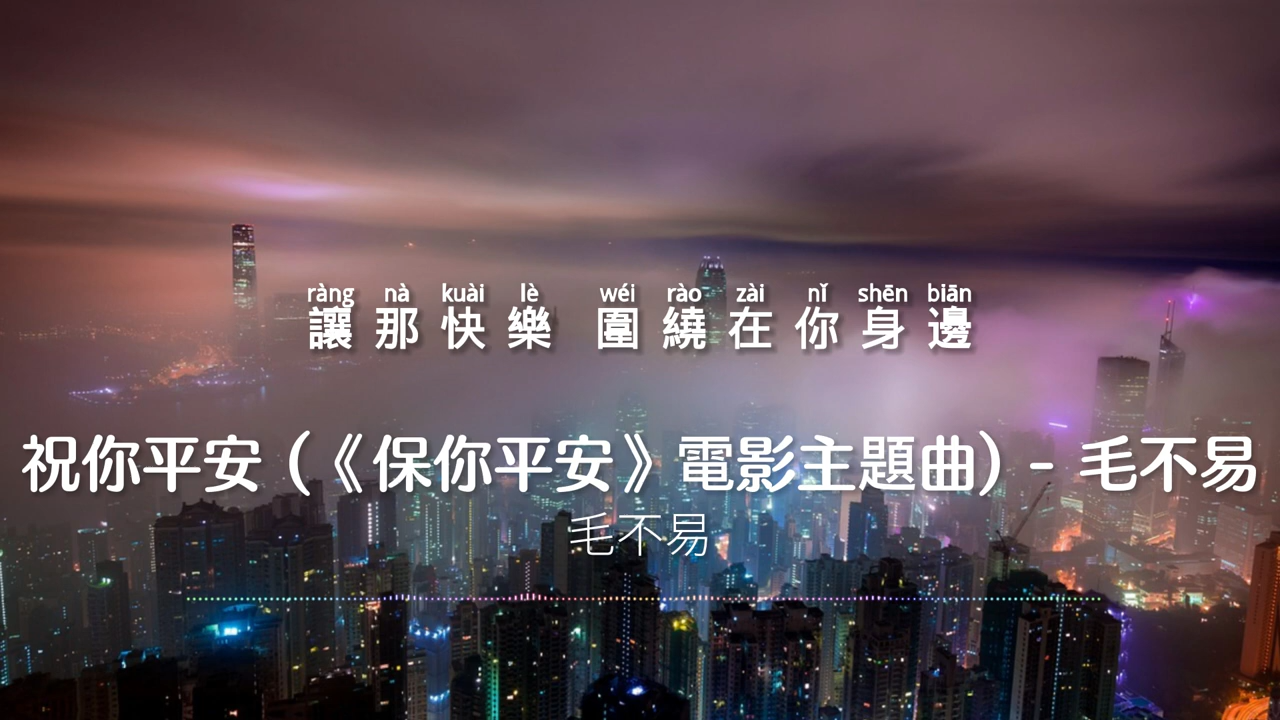 ràng nà kuài lè wéi rào zài nǐ shēn biān
讓那快樂 圍繞在你身邊
祝你平安 (《保你平安》電影主題曲) - 毛不易
毛不易